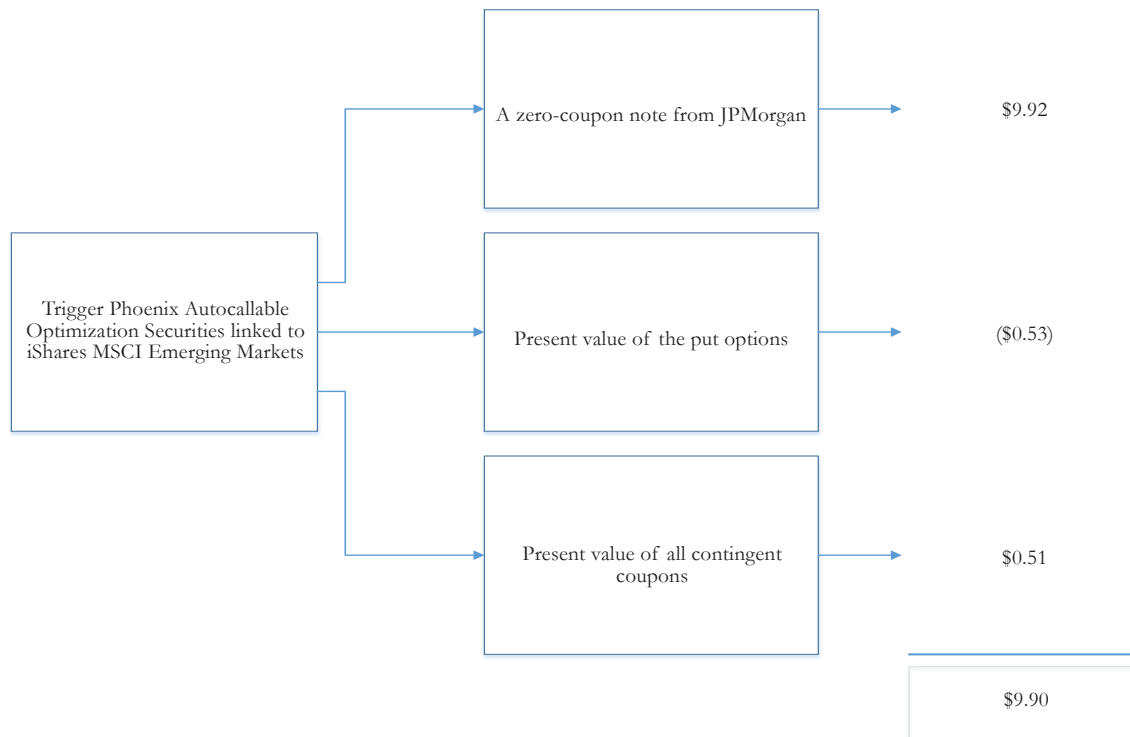 A zero-coupon note from JPMorgan
$9.92
Trigger Phoenix Autocallable
Optimization Securities linked to
iShares MSCI Emerging Markets
Present value of the put options
($0.53)
Present value of all contingent
coupons
$0.51
$9.90